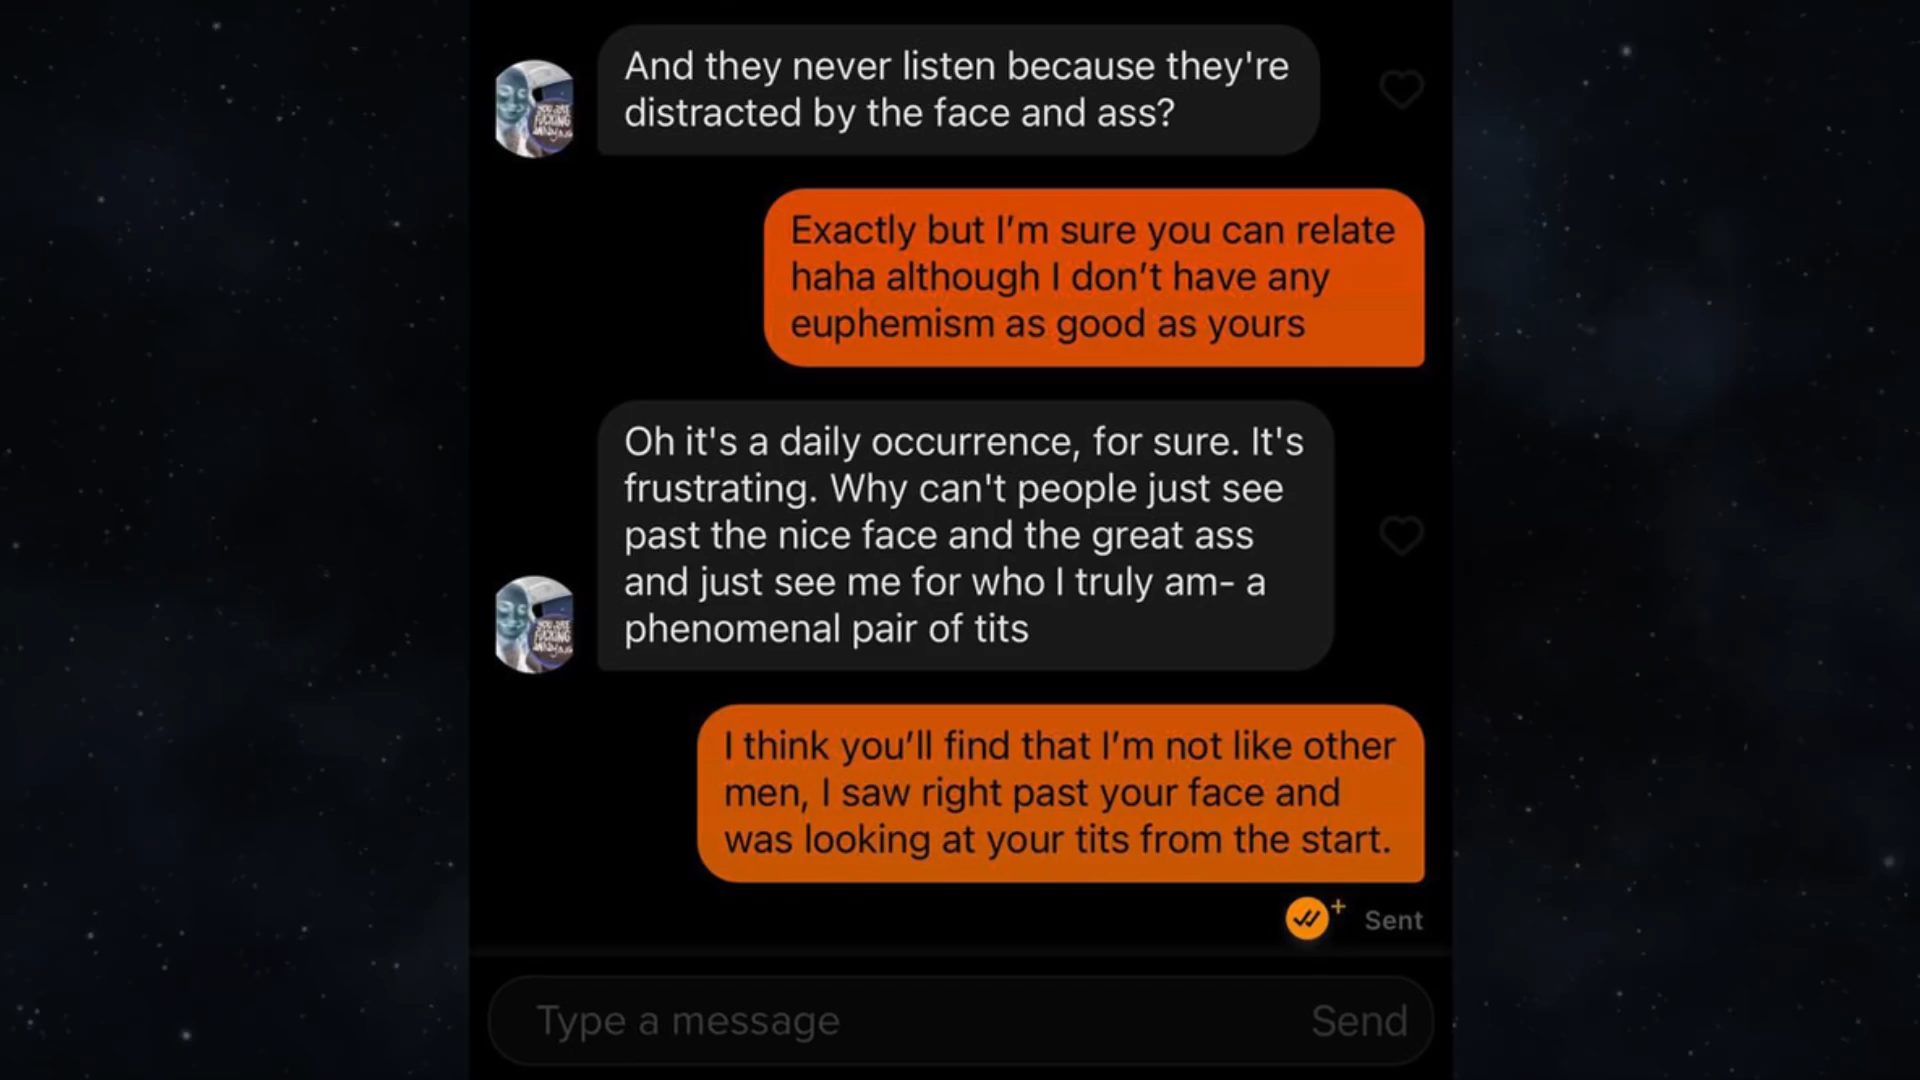 And they never listen because they're
distracted by the face and ass?
Exactly but I’m sure you can relate
haha although I don’t have any
euphemism as good as yours
Oh it's a daily occurrence, for sure. It's
frustrating. Why can't people just see
past the nice face and the great ass
and just see me for who I truly am- a
phenomenal pair of tits
I think you’ll find that I’m not like other
men, I saw right past your face and
was looking at your tits from the start.
Sent
Type a message
Send